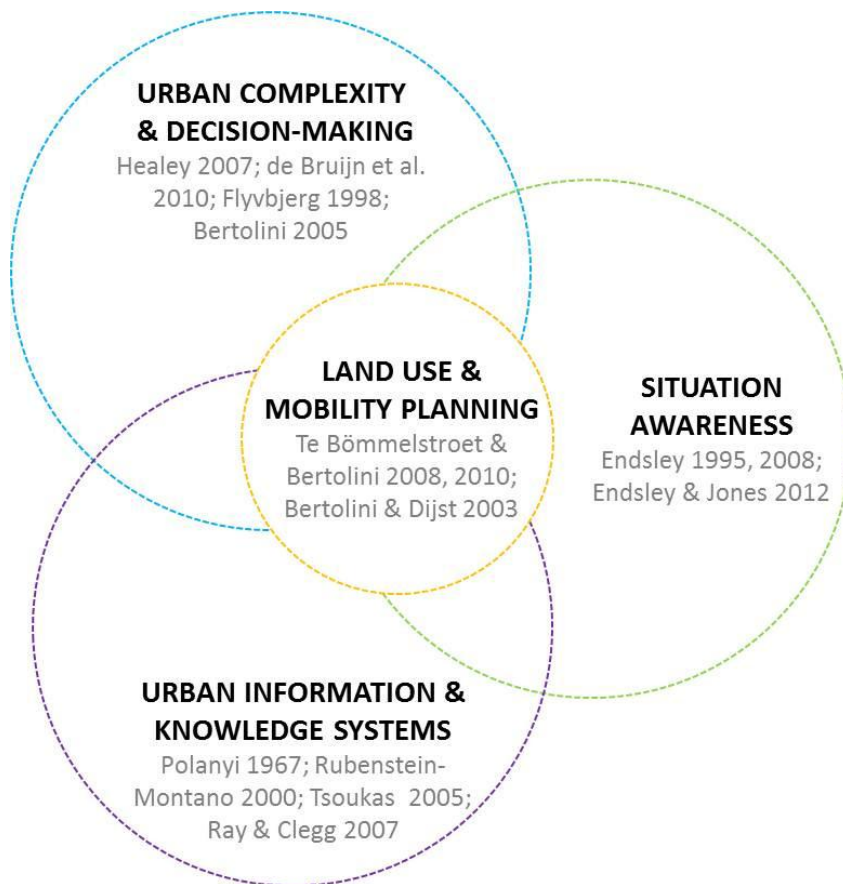 URBAN COMPLEXITY
& DECISION-MAKING
Healey 2007; de Bruijn et al.
2010; Flyvbjerg 1998;
Bertolini 2005
LAND USE &
MOBILITY PLANNING
Te Bömmelstroet &
Bertolini 2008, 2010;
Bertolini & Dijst 2003
SITUATION
AWARENESS
Endsley 1995, 2008;
Endsley & Jones 2012
URBAN INFORMATION &
KNOWLEDGE SYSTEMS
Polanyi 1967; Rubenstein-
Montano 2000; Tsoukas 2005;
Ray & Clegg 2007